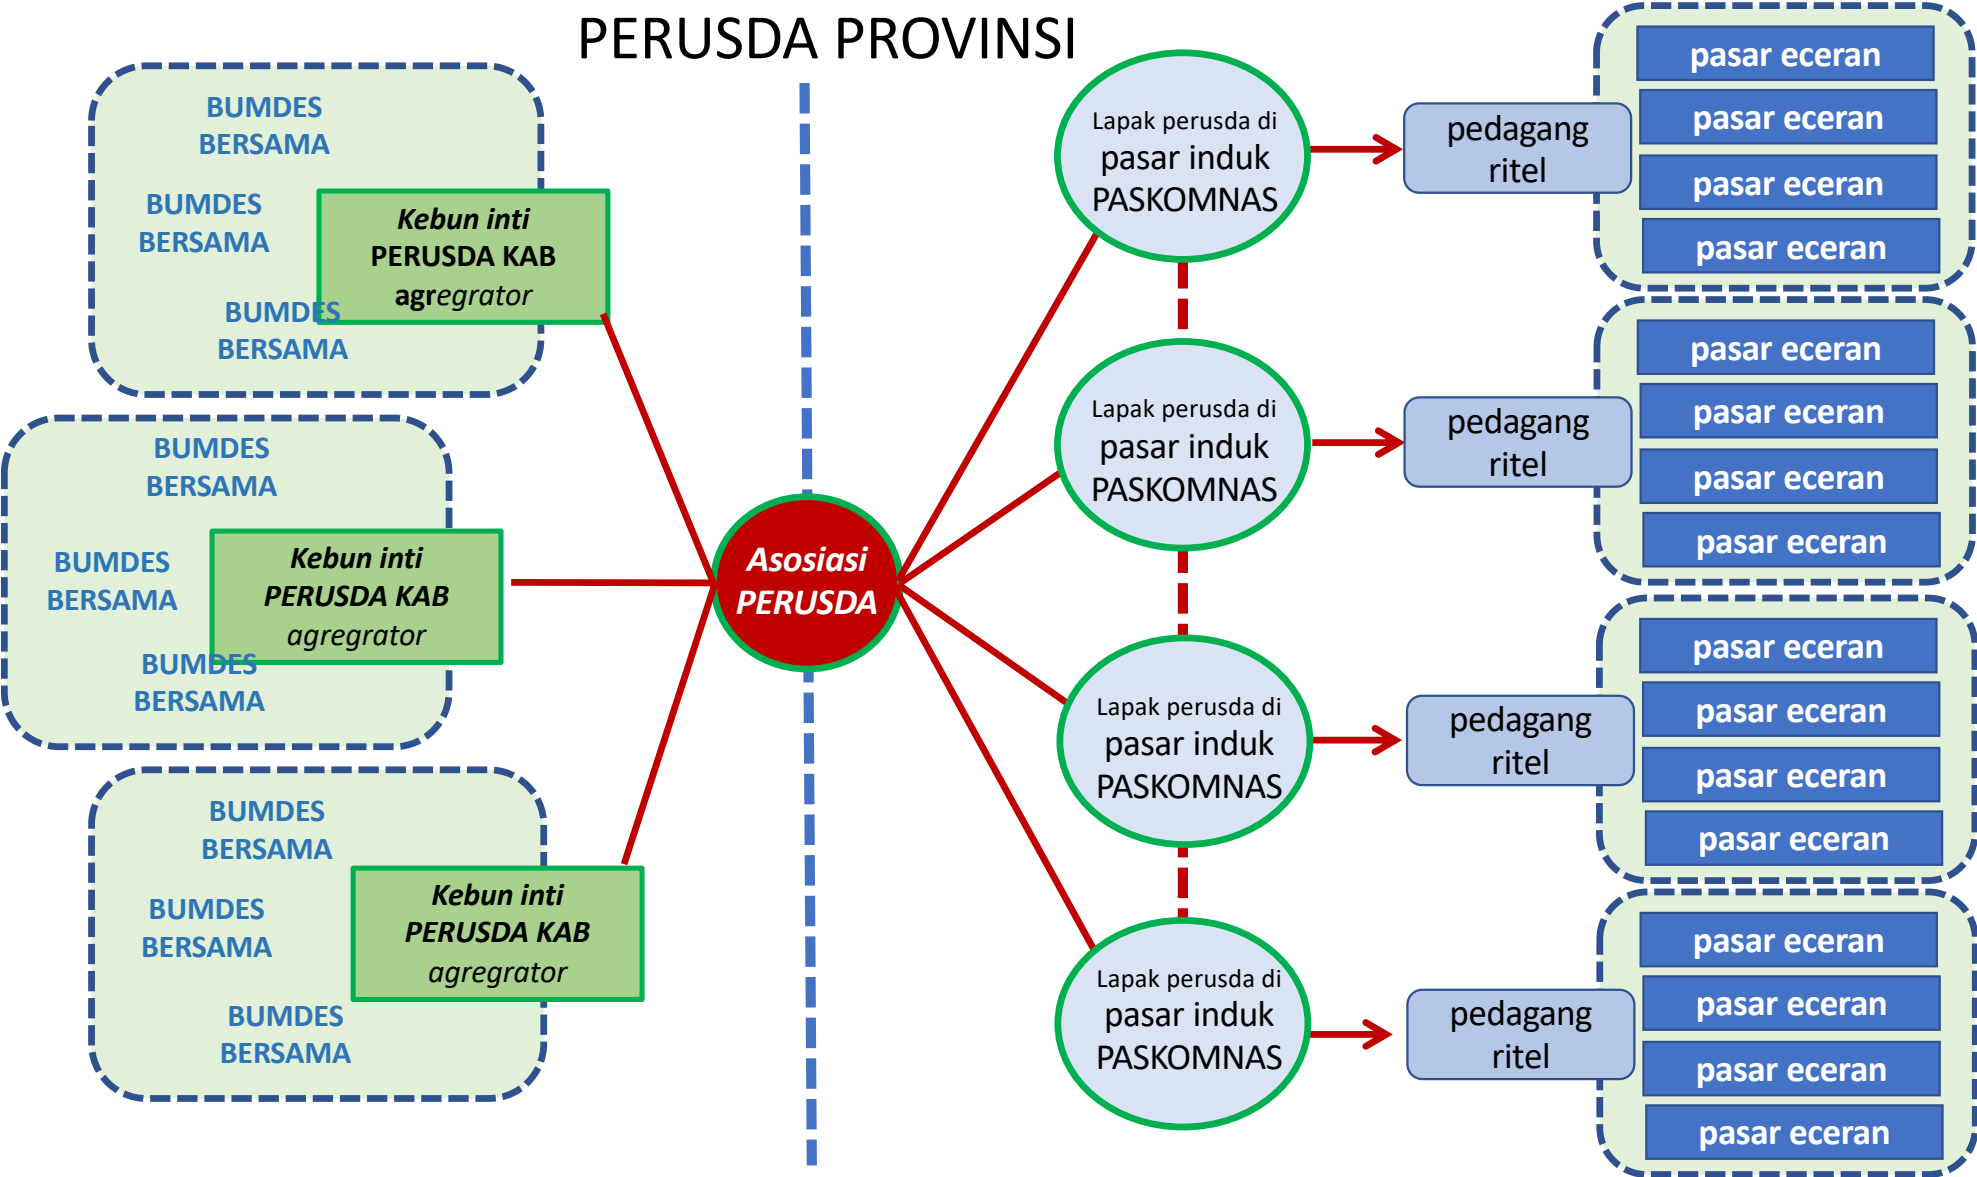 PERUSDA PROVINSI
BUMDES
BERSAMA
BUMDES
BERSAMA
Kebun inti
PERUSDA KAB
agregrator
BUMDES
BERSAMA
BUMDES
BERSAMA
BUMDES
BERSAMA
Kebun inti
PERUSDA KAB
agregrator
BUMDES
BERSAMA
BUMDES
BERSAMA
BUMDES
BERSAMA
Kebun inti
PERUSDA KAB
agregrator
BUMDES
BERSAMA
Asosiasi
PERUSDA
Lapak perusda di
pasar induk
PASKOMNAS
pedagang
ritel
pasar eceran
pasar eceran
pasar eceran
pasar eceran
Lapak perusda di
pasar induk
PASKOMNAS
pedagang
ritel
pasar eceran
pasar eceran
pasar eceran
pasar eceran
Lapak perusda di
pasar induk
PASKOMNAS
pedagang
ritel
pasar eceran
pasar eceran
pasar eceran
pasar eceran
Lapak perusda di
pasar induk
PASKOMNAS
pedagang
ritel
pasar eceran
pasar eceran
pasar eceran
pasar eceran